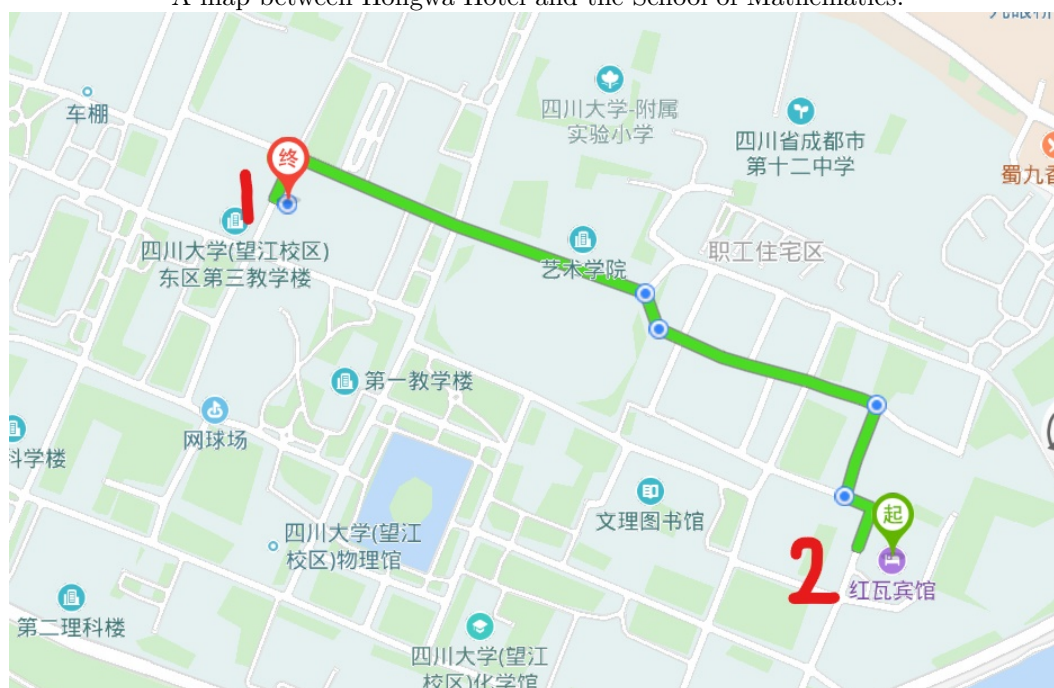 A map between Hongwa Hotel and the School of Mathematics.
车棚
四川大学-附属
实验小学
四川省成都市
第十二中学
终
1
四川大学(望江校区)
东区第三教学楼
艺术学院
职工住宅区
第一教学楼
网球场
科学楼
文理图书馆
起
四川大学(望江
校区)物理馆
2
红瓦宾馆
第二理科楼
四川大学(望江
校区)化学馆